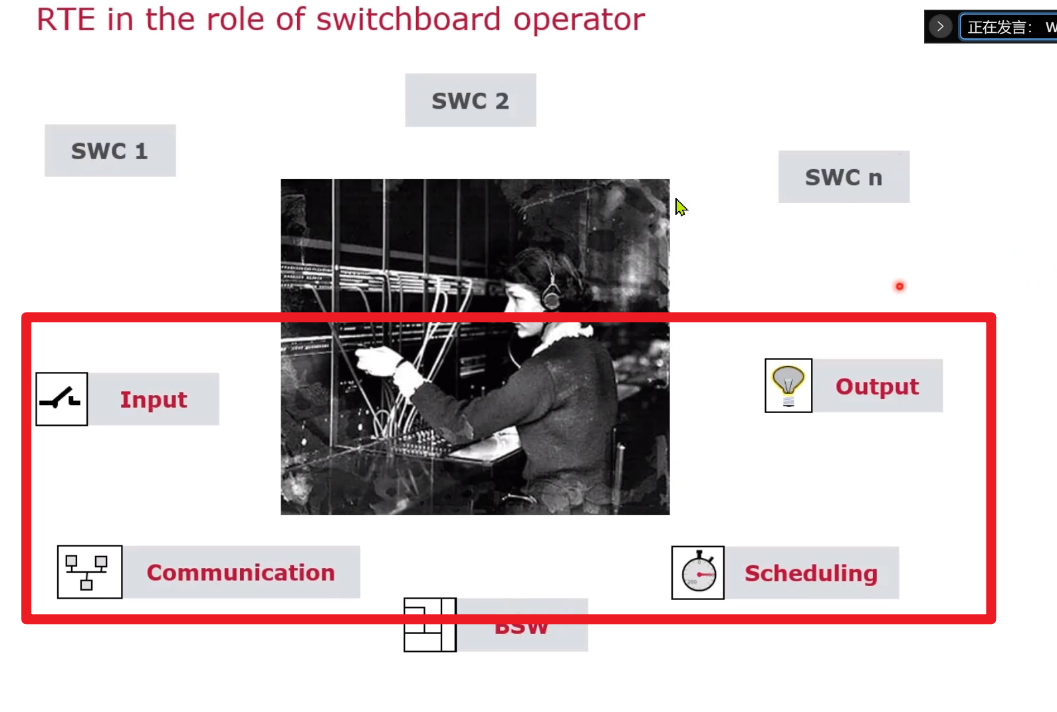 RTE in the role of switchboard operator
正在发言: W
SWC 2
SWC 1
SWC n
Input
Output
Communication
Scheduling
BSW